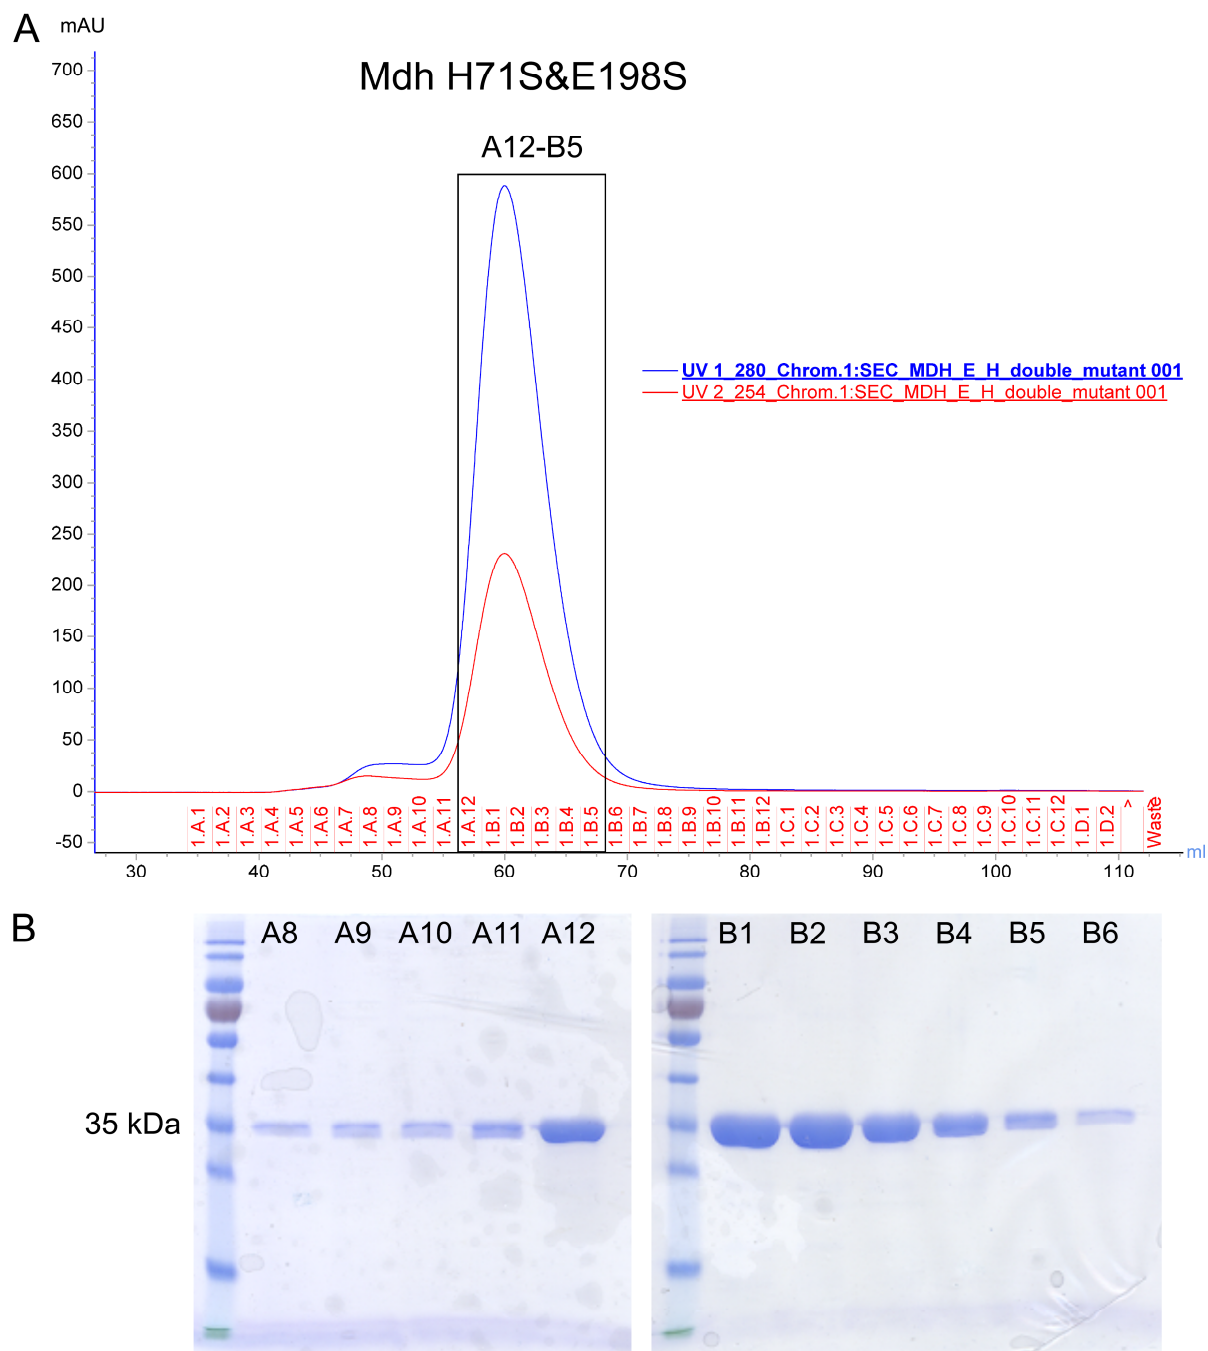 A
mAU
Mdh H71S&E198S
A12-B5
700
650
600
550
500
450
400
350
300
250
200
150
100
50
0
-50
UV 1_280_Chrom.1:SEC_MDH_E_H_double_mutant 001
UV 2_254_Chrom.1:SEC_MDH_E_H_double_mutant 001
1.A.1 1.A.2 1.A.3 1.A.4 1.A.5 1.A.6 1.A.7 1.A.8 1.A.9 1.A.10 1.A.11 1.A.12 1.B.1 1.B.2 1.B.3 1.B.4 1.B.5 1.B.6 1.B.7 1.B.8 1.B.9 1.B.10 1.B.11 1.B.12 1.C.1 1.C.2 1.C.3 1.C.4 1.C.5 1.C.6 1.C.7 1.C.8 1.C.9 1.C.10 1.C.11 1.C.12 1.D.1 1.D.2 > Waste
30 40 50 60 70 80 90 100 110 ml
B
A8 A9 A10 A11 A12 B1 B2 B3 B4 B5 B6
35 kDa